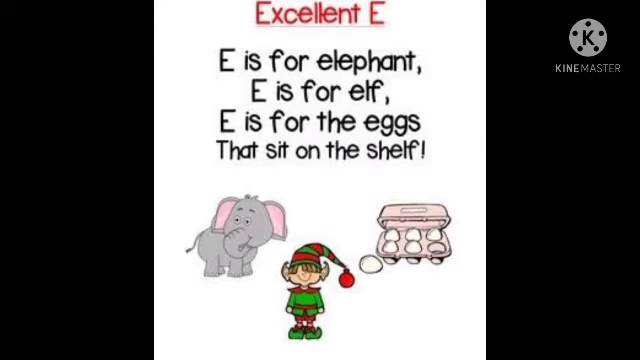 Excellent E
E is for elephant,
E is for elf,
E is for the eggs
That sit on the shelf!
K
KINEMASTER